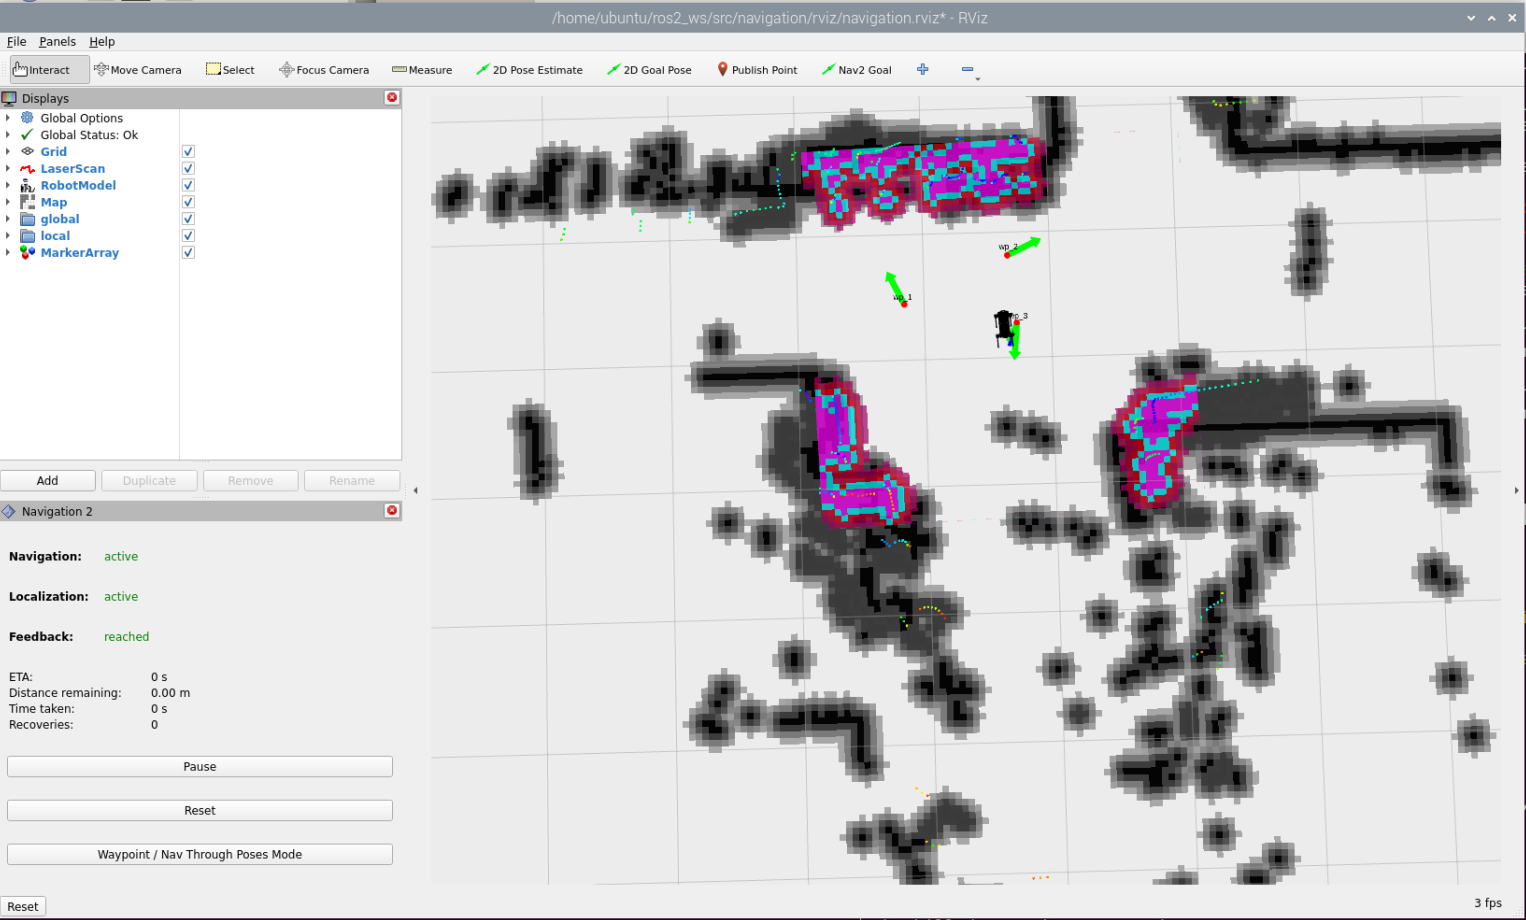 /home/ubuntu/ros2_ws/src/navigation/rviz/navigation.rviz* - RViz
File Panels Help
Interact Move Camera Select Focus Camera Measure 2D Pose Estimate 2D Goal Pose Publish Point Nav2 Goal
Displays
Global Options
Global Status: Ok
Grid
LaserScan
RobotModel
Map
global
local
MarkerArray
Add Duplicate Remove Rename
Navigation 2
Navigation: active
Localization: active
Feedback: reached
ETA: 0 s
Distance remaining: 0.00 m
Time taken: 0 s
Recoveries: 0
Pause
Reset
Waypoint / Nav Through Poses Mode
wp_2
wp_1
wp_3
Reset
3 fps